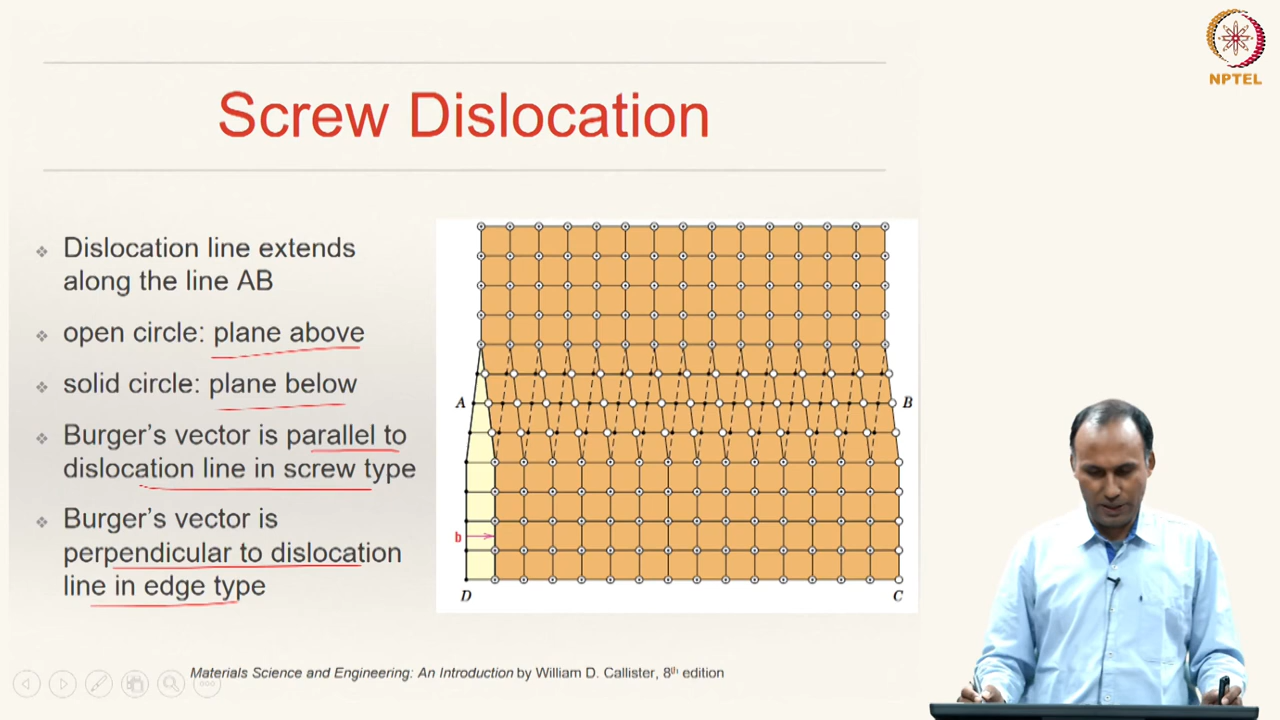 NPTEL
Screw Dislocation
Dislocation line extends
along the line AB
open circle: plane above
solid circle: plane below
Burger's vector is parallel to
dislocation line in screw type
Burger's vector is
perpendicular to dislocation
line in edge type
A
B
b
D
C
Materials Science and Engineering: An Introduction by William D. Callister, 8th edition